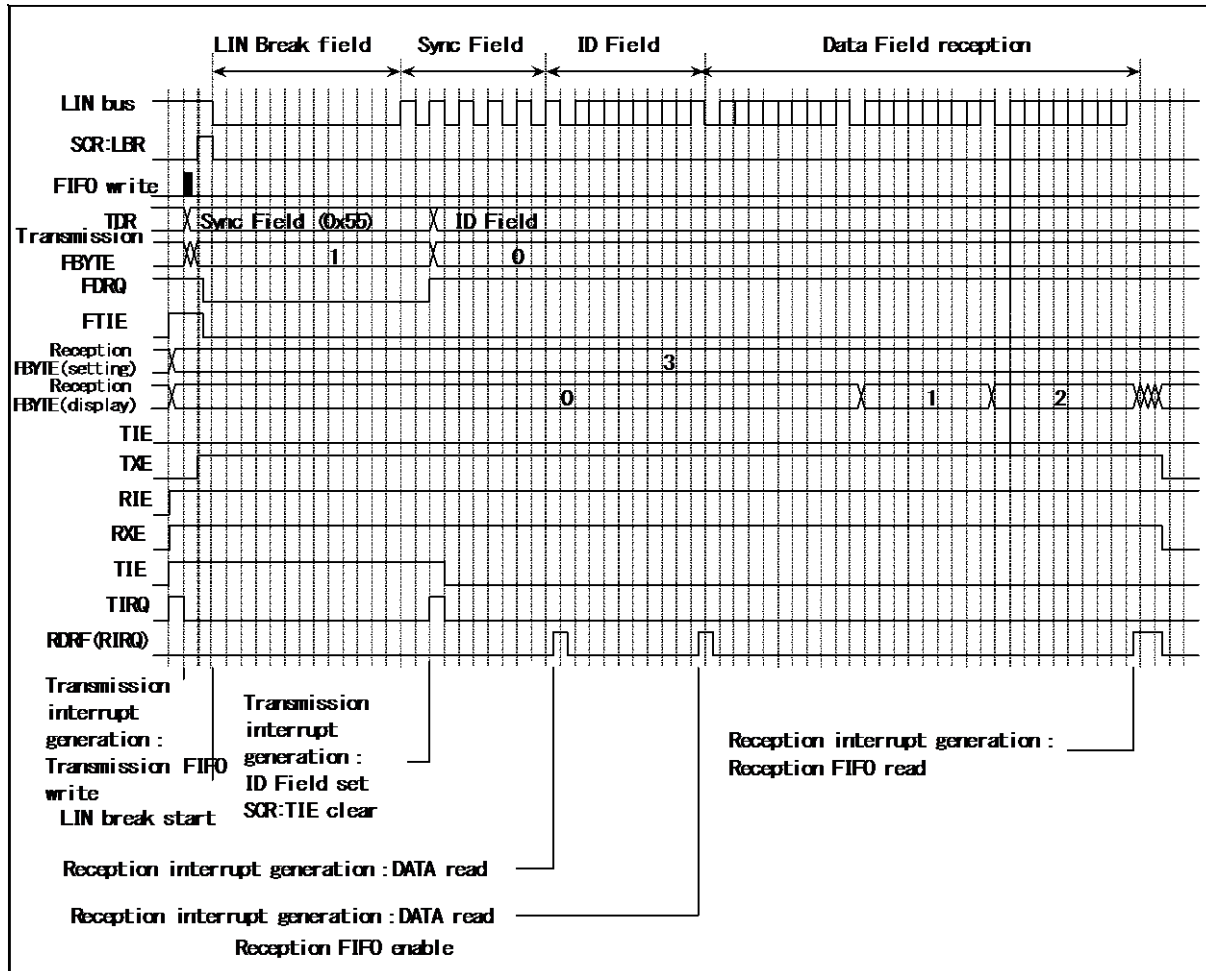 LIN Break field Sync Field ID Field Data Field reception
LIN bus
SCR:LBR
FIFO write
TDR Sync Field (0x55) ID Field
Transmission
FBYTE 1 0
FDRQ
FTIE
Reception
FBYTE(setting) 3
Reception
FBYTE(display) 0 1 2
TIE
TXE
RIE
RXE
TIE
TIRQ
RDRF(RIRQ)
Transmission
interrupt
generation :
Transmission FIFO
write
LIN break start
Transmission
interrupt
generation :
ID Field set
SCR:TIE clear
Reception interrupt generation :
Reception FIFO read
Reception interrupt generation : DATA read
Reception interrupt generation : DATA read
Reception FIFO enable